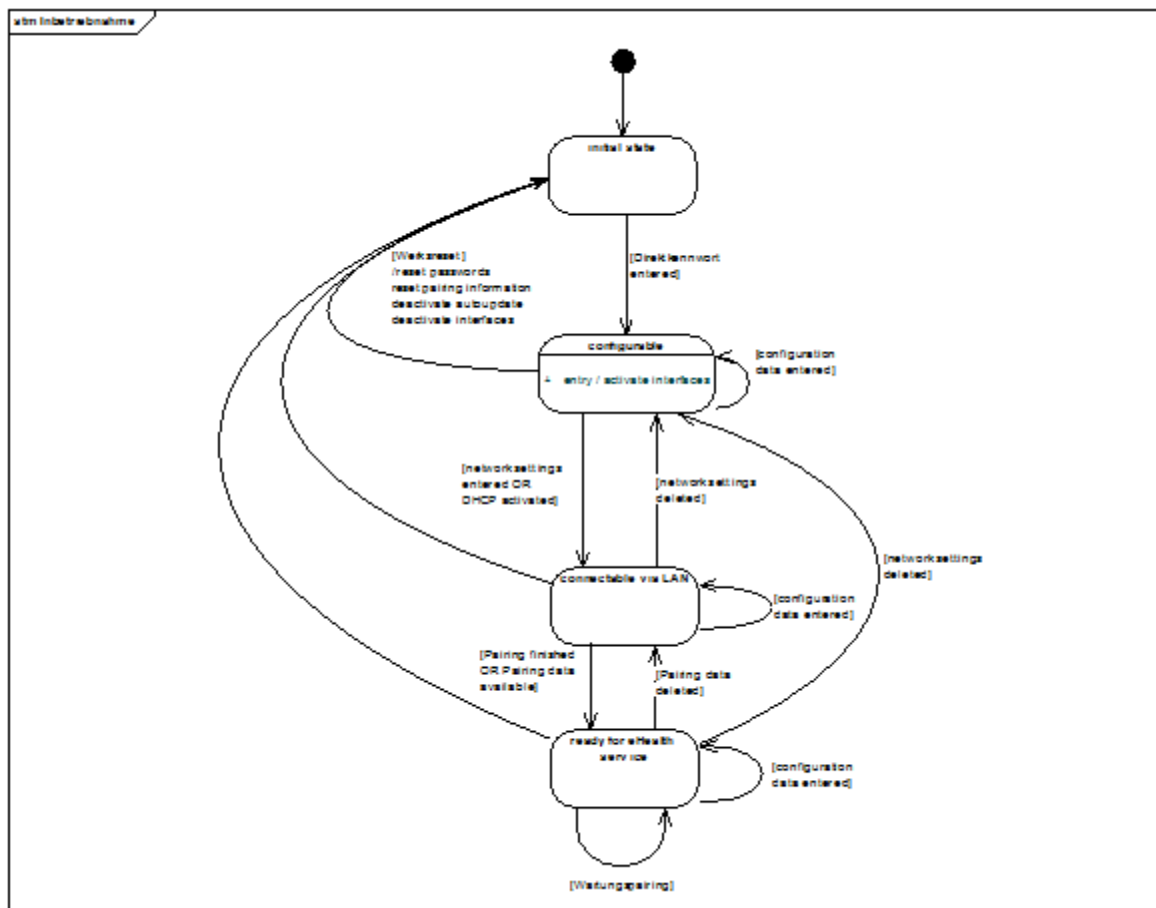 stm Inbetriebnahme
initial state
[Werksreset]
/reset passwords
reset pairing information
deactivate autoupdate
deactivate interfaces
[Direktkennwort
entered]
configurable
+ entry / activate interfaces
[configuration
data entered]
[networksettings
entered OR
DHCP activated]
[networksettings
deleted]
[networksettings
deleted]
connectable via LAN
[configuration
data entered]
[Pairing finished
OR Pairing data
available]
[Pairing data
deleted]
ready for eHealth
service
[configuration
data entered]
[Wartungspairing]